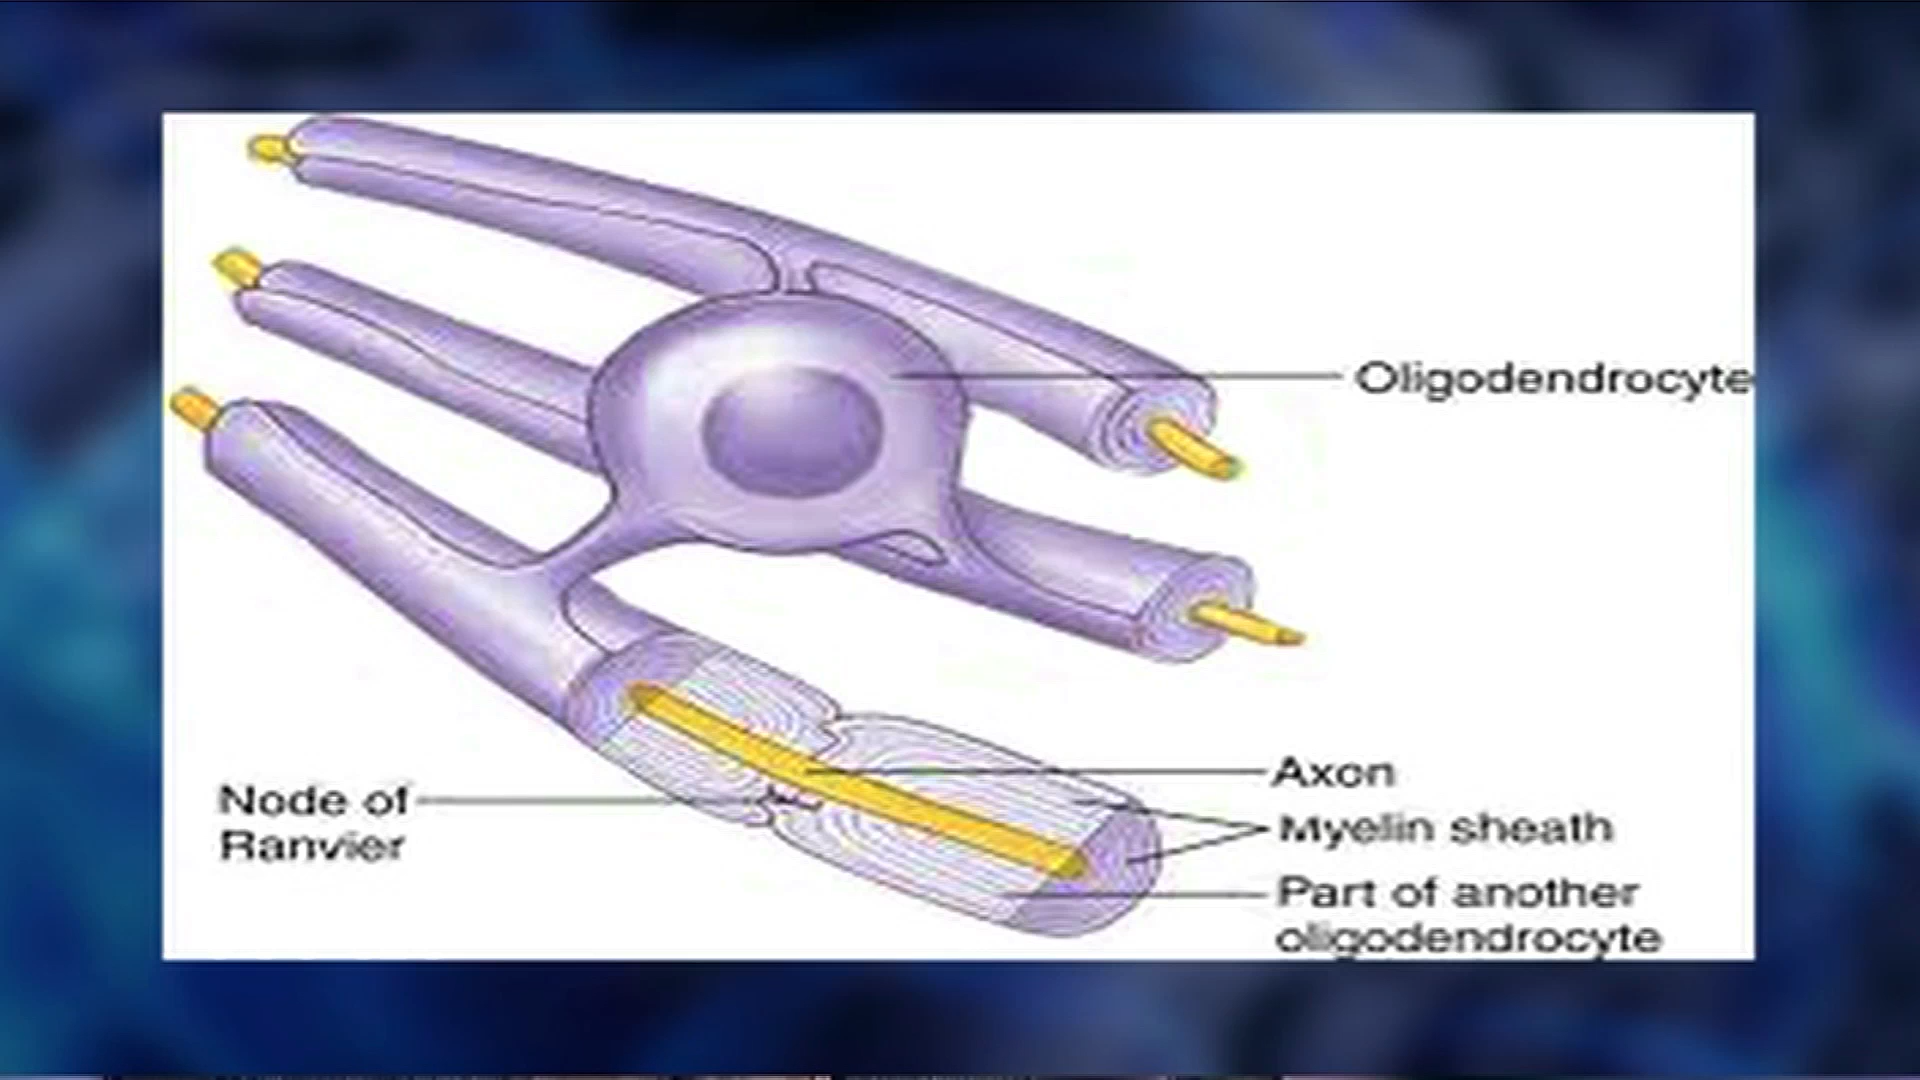 Oligodendrocyte
Axon
Node of
Ranvier
Myelin sheath
Part of another
oligodendrocyte